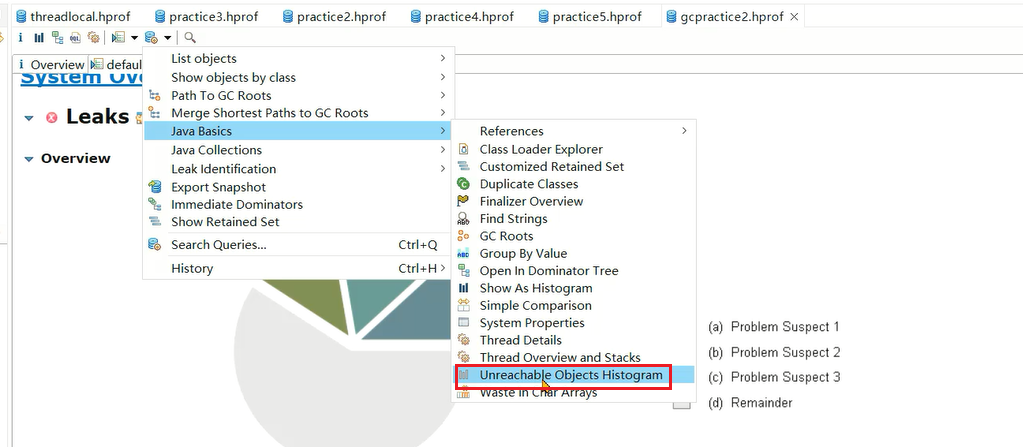 threadlocal.hprof practice3.hprof practice2.hprof practice4.hprof practice5.hprof gcpractice2.hprof
Overview defaul
System Ove
Leaks
Overview
List objects
Show objects by class
Path To GC Roots
Merge Shortest Paths to GC Roots
Java Basics
Java Collections
Leak Identification
Export Snapshot
Immediate Dominators
Show Retained Set
Search Queries... Ctrl+Q
History Ctrl+H
References
Class Loader Explorer
Customized Retained Set
Duplicate Classes
Finalizer Overview
Find Strings
GC Roots
Group By Value
Open In Dominator Tree
Show As Histogram
Simple Comparison
System Properties
Thread Details
Thread Overview and Stacks
Unreachable Objects Histogram
Waste In Char Arrays
(a) Problem Suspect 1
(b) Problem Suspect 2
(c) Problem Suspect 3
(d) Remainder